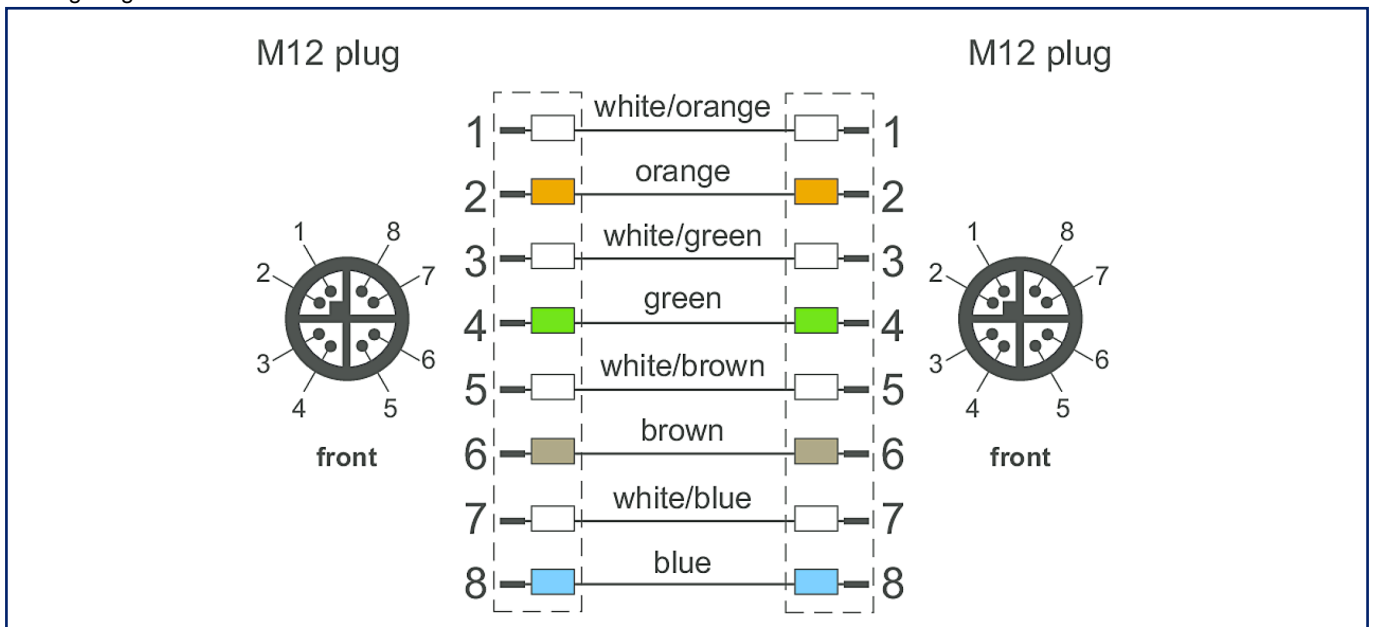 M12 plug
M12 plug
1 white/orange 1
2 orange 2
3 white/green 3
4 green 4
5 white/brown 5
6 brown 6
7 white/blue 7
8 blue 8
1 8
2 7
3 6
4 5
front
1 8
2 7
3 6
4 5
front